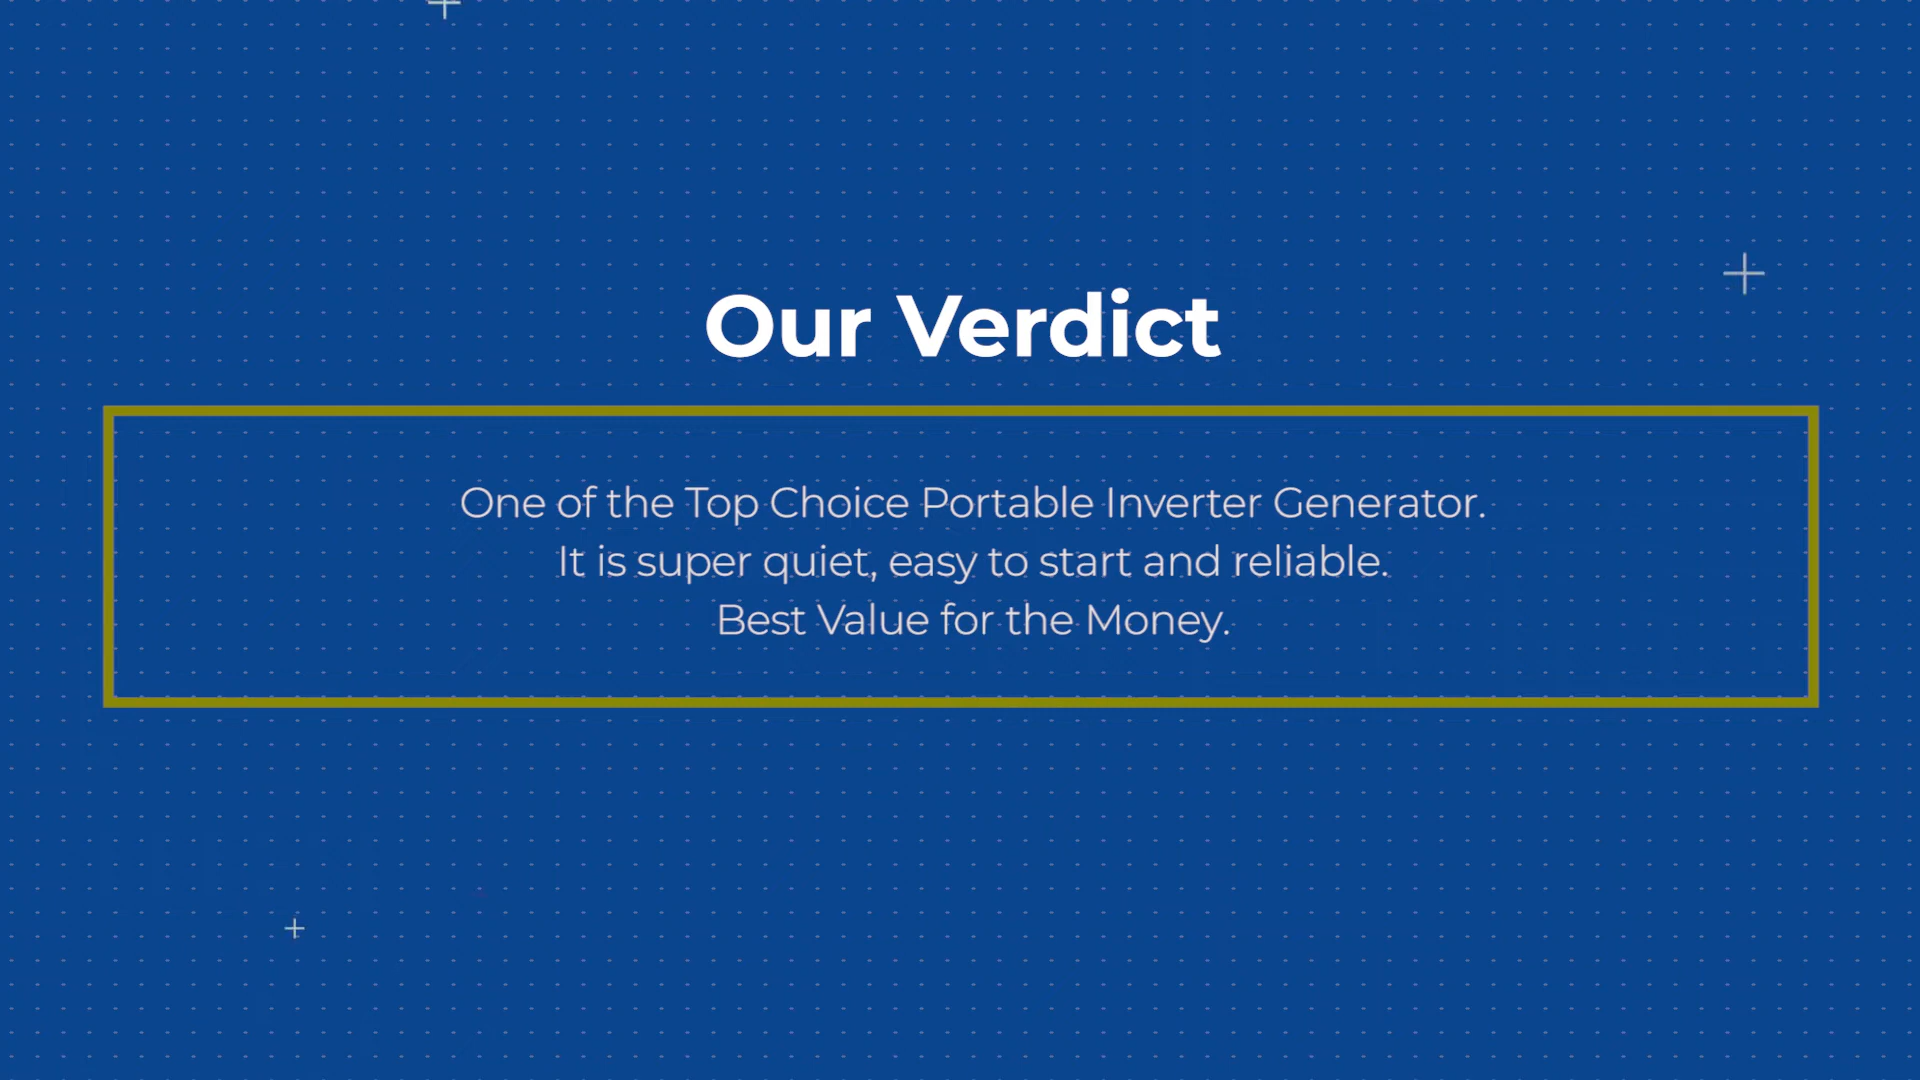 Our Verdict
One of the Top Choice Portable Inverter Generator.
It is super quiet, easy to start and reliable.
Best Value for the Money.